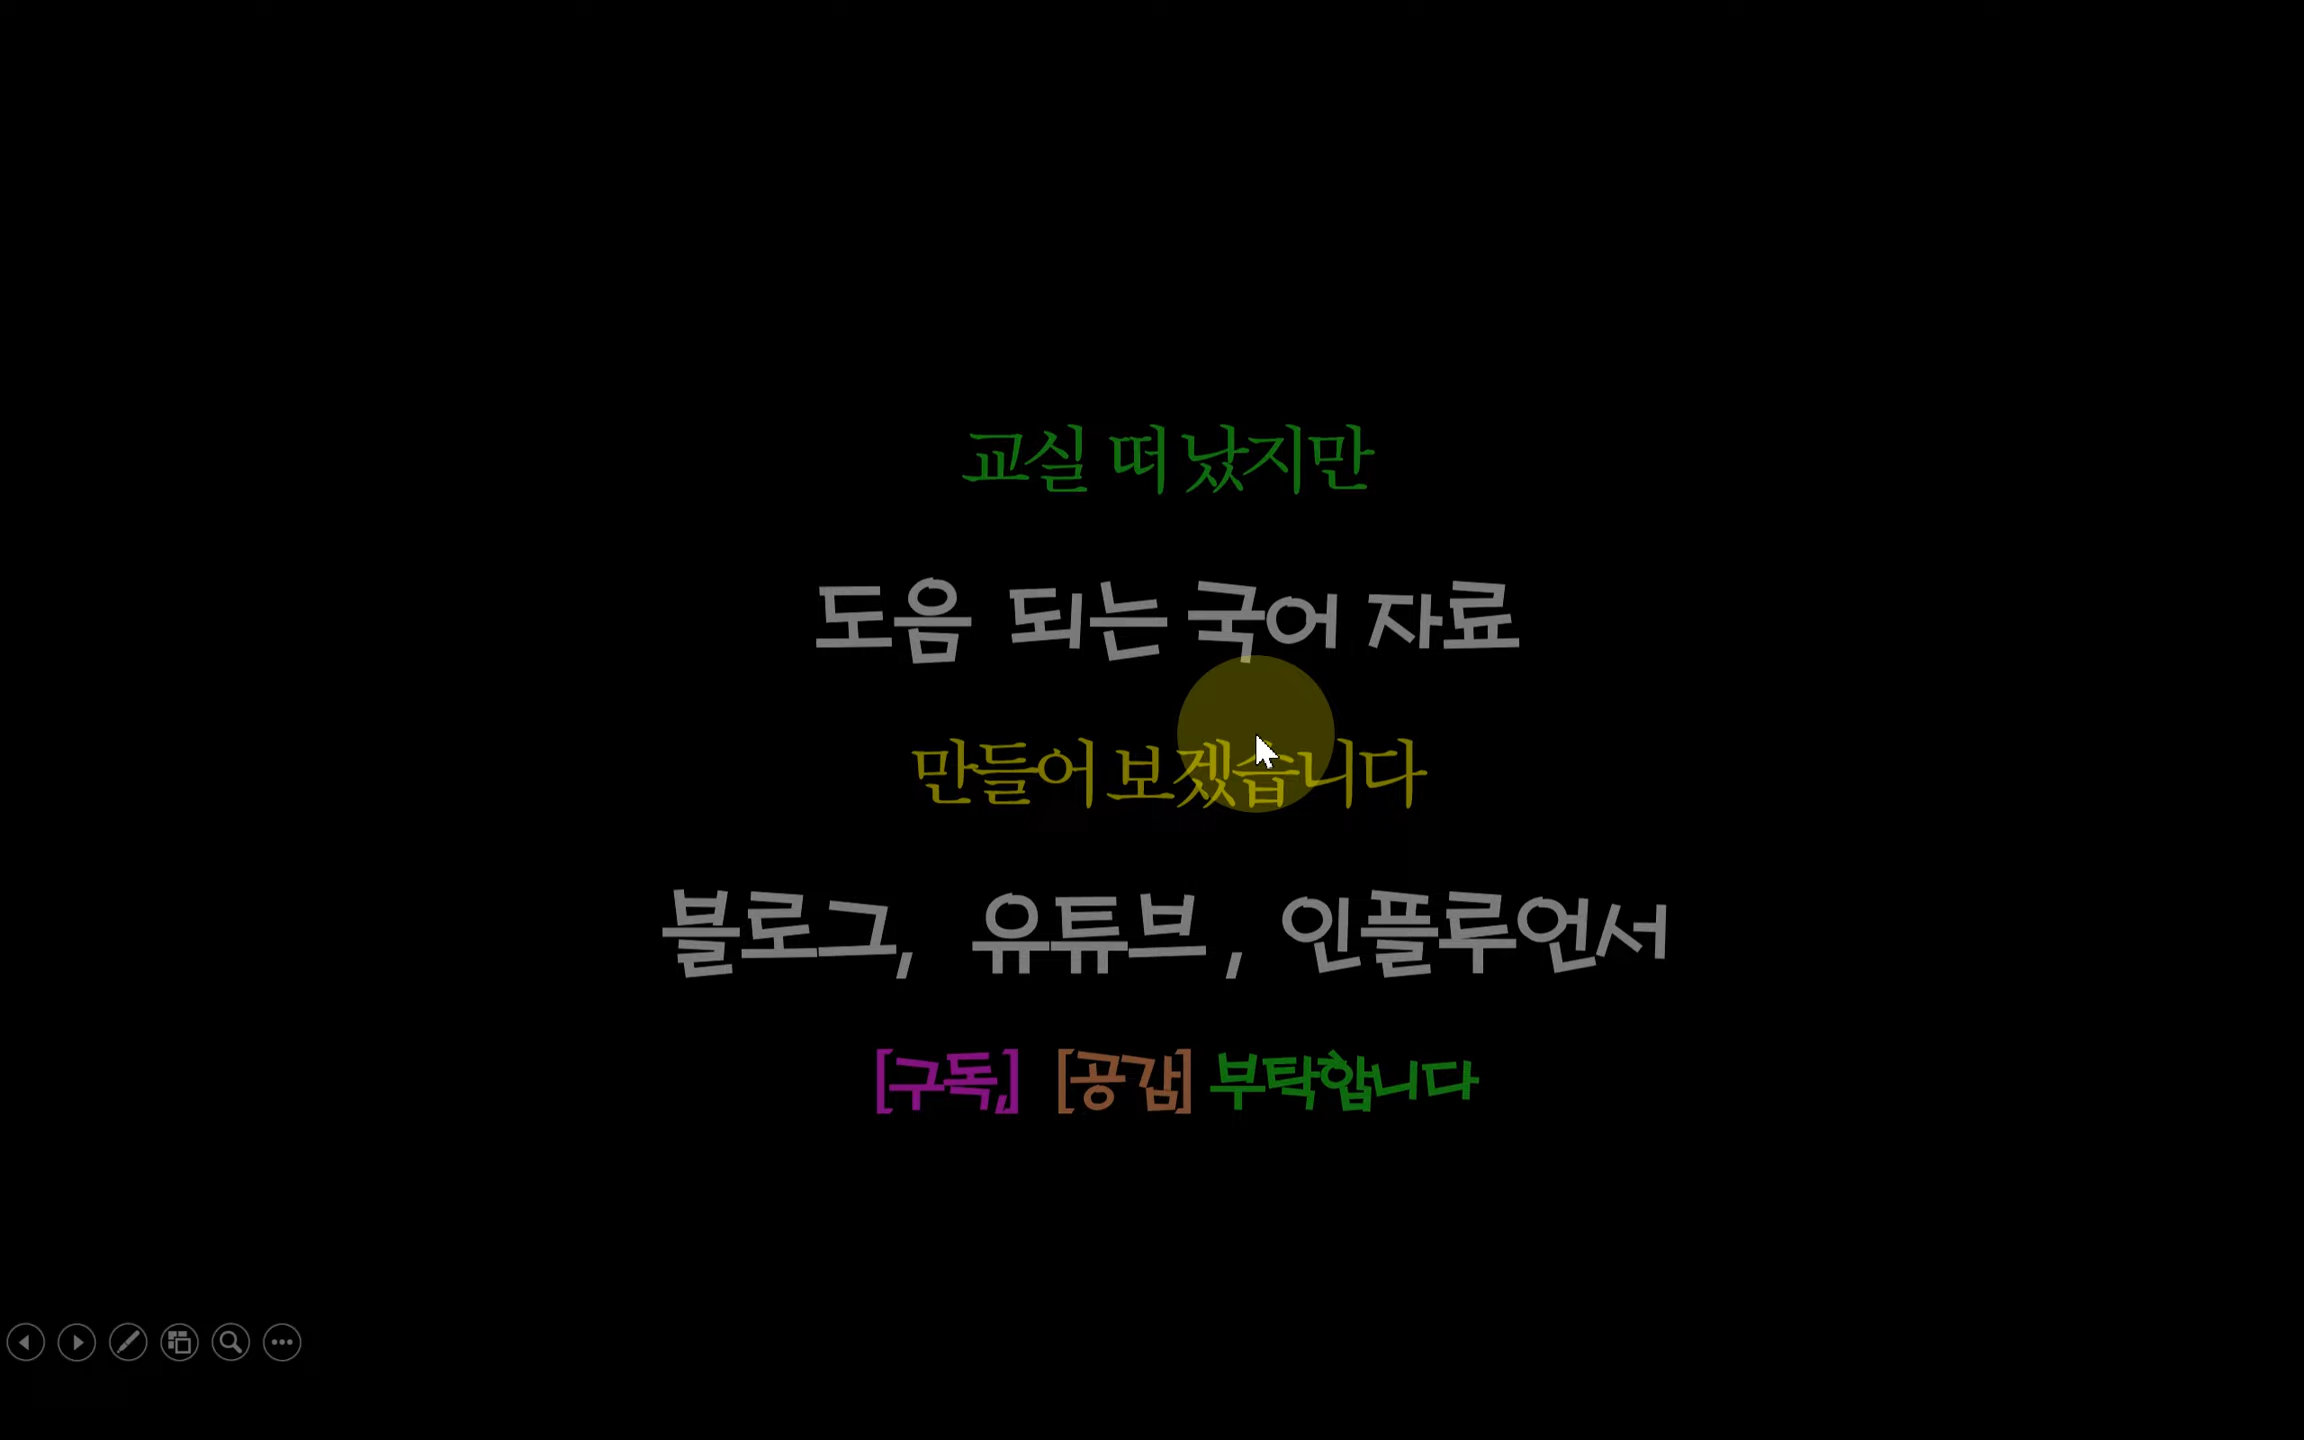 교실 떠났지만
도움 되는 국어 자료
만들어 보겠습니다
블로그, 유튜브, 인플루언서
[구독,] [공감] 부탁합니다